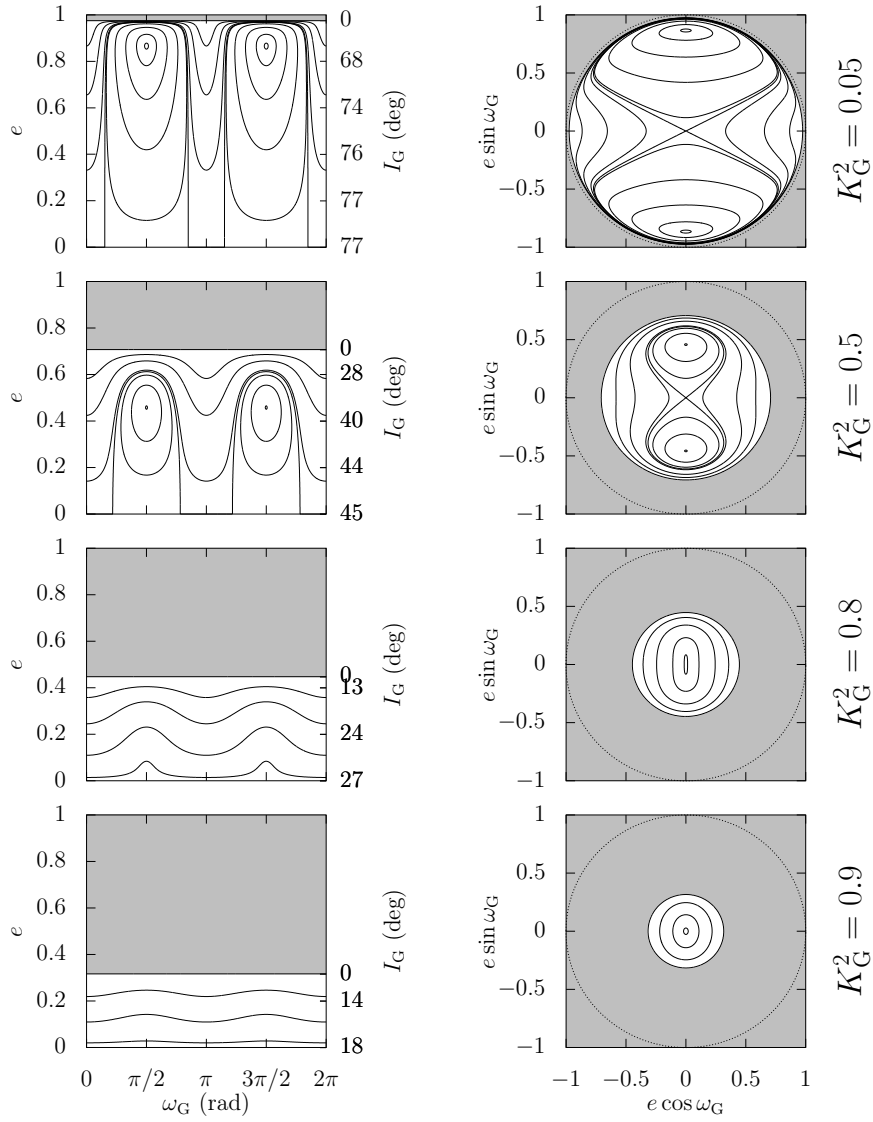 1 0
0.8 68
0.6 74
0.4 76
0.2 77
0 77
e
I_G (deg)
1
0.5
0
−0.5
−1
e sin ω_G
K_G^2 = 0.05
1
0.8 0
0.6 28
0.4 40
0.2 44
0 45
e
I_G (deg)
1
0.5
0
−0.5
−1
e sin ω_G
K_G^2 = 0.5
1
0.8
0.6 0
0.4 13
0.2 24
0 27
e
I_G (deg)
1
0.5
0
−0.5
−1
e sin ω_G
K_G^2 = 0.8
1
0.8
0.6
0.4 0
0.2 14
0 18
e
I_G (deg)
1
0.5
0
−0.5
−1
e sin ω_G
K_G^2 = 0.9
0 π/2 π 3π/2 2π
ω_G (rad)
−1 −0.5 0 0.5 1
e cos ω_G